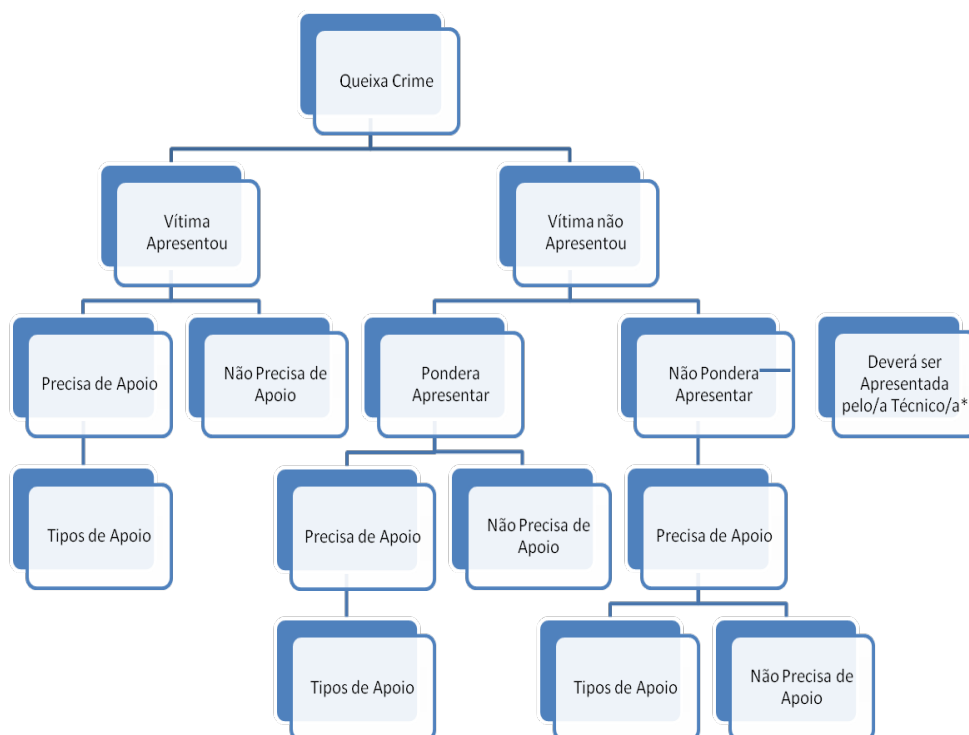 Queixa Crime
Vítima
Apresentou
Vítima não
Apresentou
Precisa de Apoio
Não Precisa de
Apoio
Pondera
Apresentar
Não Pondera
Apresentar
Deverá ser
Apresentada
pelo/a Técnico/a*
Tipos de Apoio
Precisa de Apoio
Não Precisa de
Apoio
Precisa de Apoio
Tipos de Apoio
Tipos de Apoio
Não Precisa de
Apoio